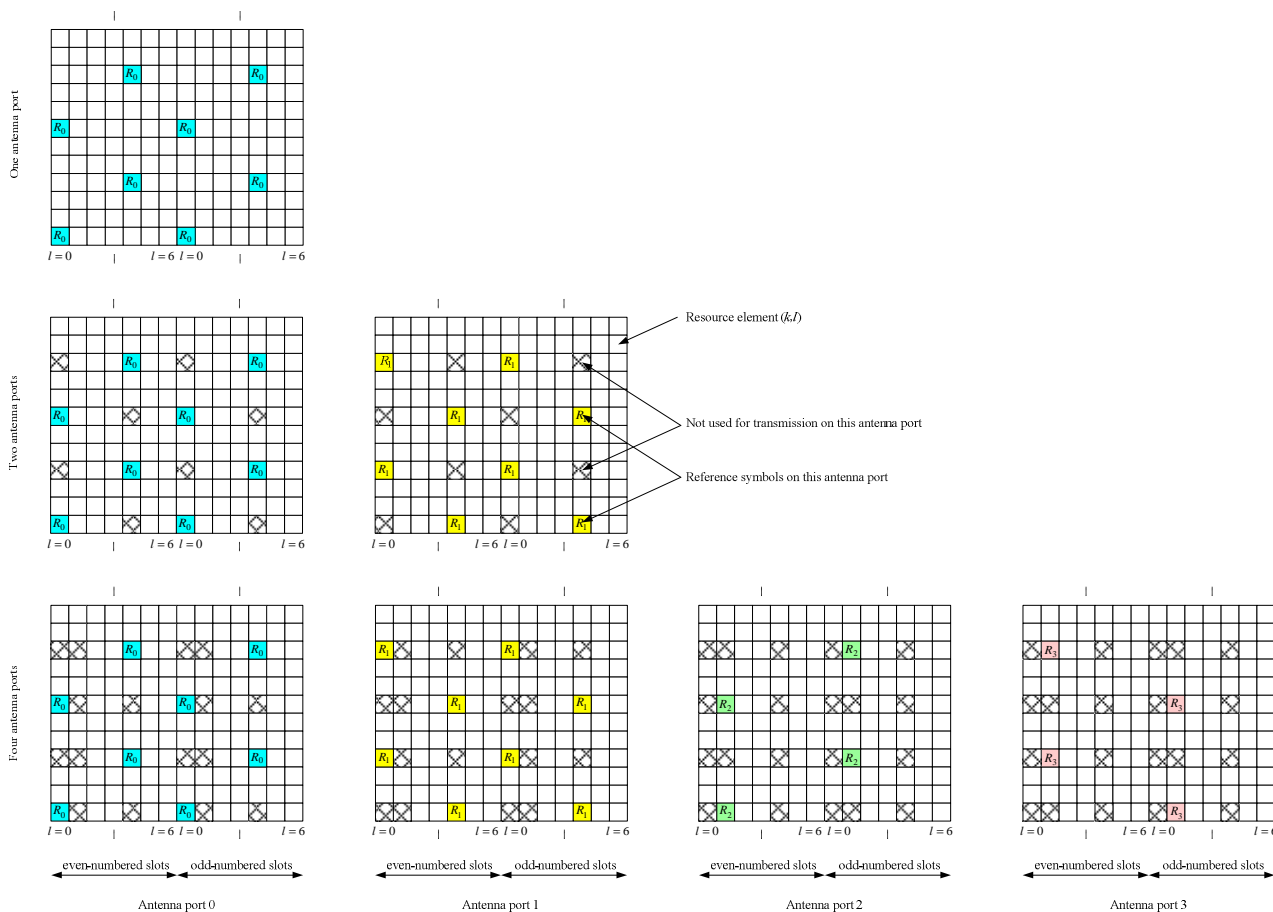 One antenna port
R0 R0
R0 R0
R0 R0
R0 R0
l = 0 l = 6 l = 0 l = 6
Two antenna ports
R0 R0
R0 R0
R0 R0
R0 R0
l = 0 l = 6 l = 0 l = 6
R1 R1
R1 R1
R1 R1
R1 R1
l = 0 l = 6 l = 0 l = 6
Resource element (k,l)
Not used for transmission on this antenna port
Reference symbols on this antenna port
Four antenna ports
R0 R0
R0 R0
R0 R0
R0 R0
l = 0 l = 6 l = 0 l = 6
even-numbered slots odd-numbered slots
Antenna port 0
R1 R1
R1 R1
R1 R1
R1 R1
l = 0 l = 6 l = 0 l = 6
even-numbered slots odd-numbered slots
Antenna port 1
R2
R2
R2
R2
l = 0 l = 6 l = 0 l = 6
even-numbered slots odd-numbered slots
Antenna port 2
R3
R3
R3
R3
l = 0 l = 6 l = 0 l = 6
even-numbered slots odd-numbered slots
Antenna port 3